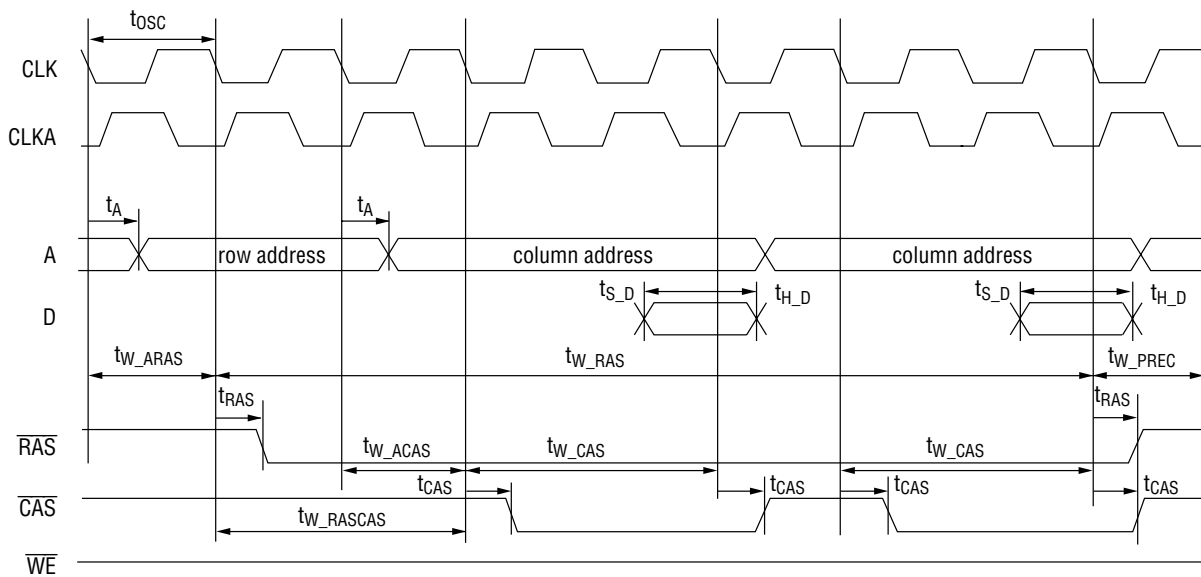 tOSC
CLK
CLKA
tA tA
A row address column address column address
tS_D tH_D tS_D tH_D
D
tW_ARAS tW_RAS tW_PREC
tRAS tRAS
RAS
tW_ACAS tW_CAS tW_CAS
tCAS tCAS tCAS tCAS
CAS
tW_RASCAS
WE